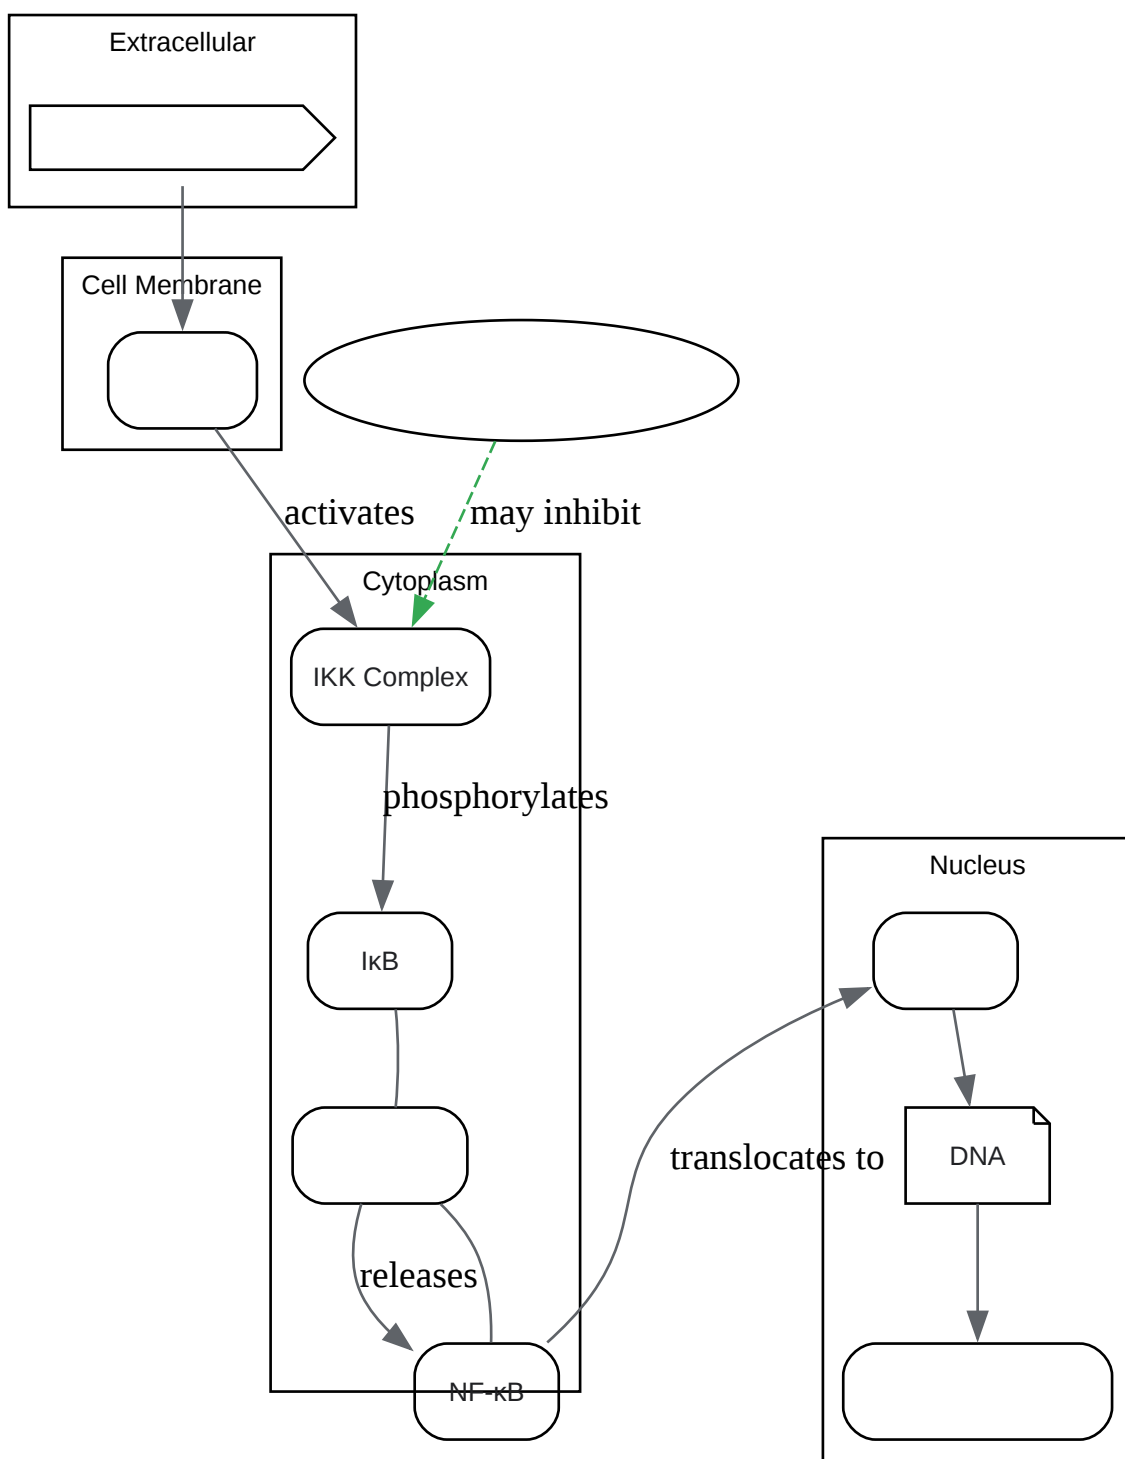 Extracellular
Cell Membrane
activates
may inhibit
Cytoplasm
IKK Complex
phosphorylates
Nucleus
IκB
translocates to
DNA
releases
NF-κB